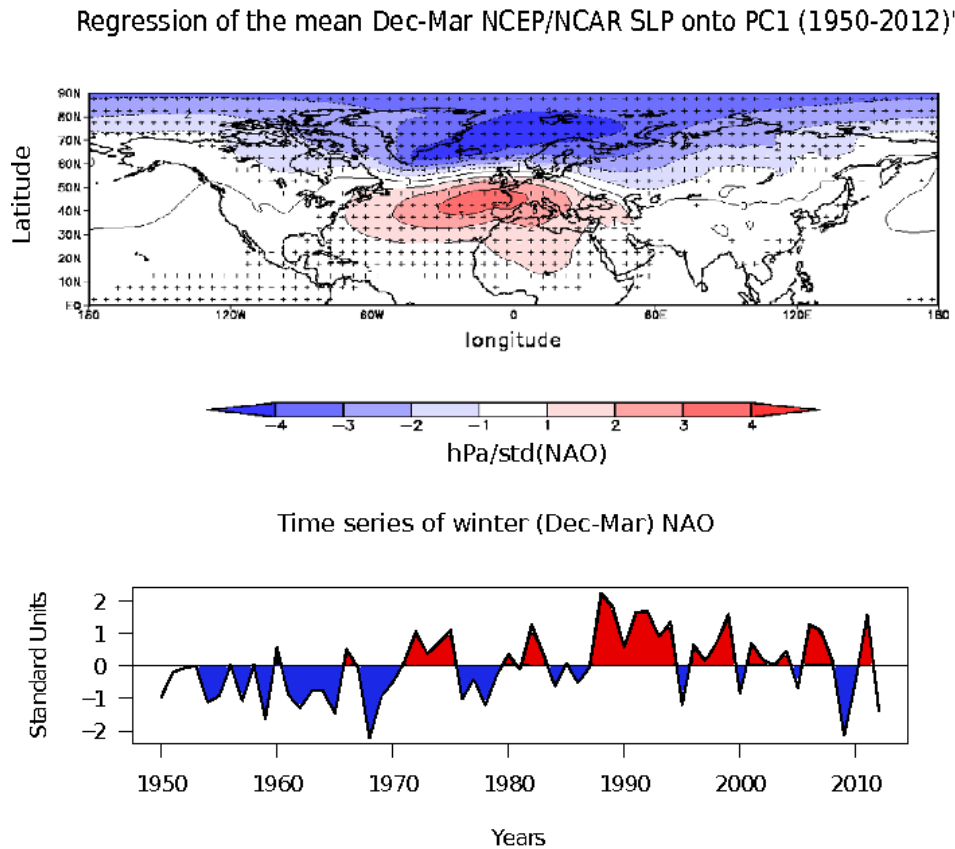 Regression of the mean Dec-Mar NCEP/NCAR SLP onto PC1 (1950-2012)'
90N
80N
70N
60N
50N
40N
30N
20N
10N
EQ
180
120W
60W
0
60E
120E
180
Latitude
longitude
-4
-3
-2
-1
1
2
3
4
hPa/std(NAO)
Time series of winter (Dec-Mar) NAO
Standard Units
2
1
0
-1
-2
1950
1960
1970
1980
1990
2000
2010
Years